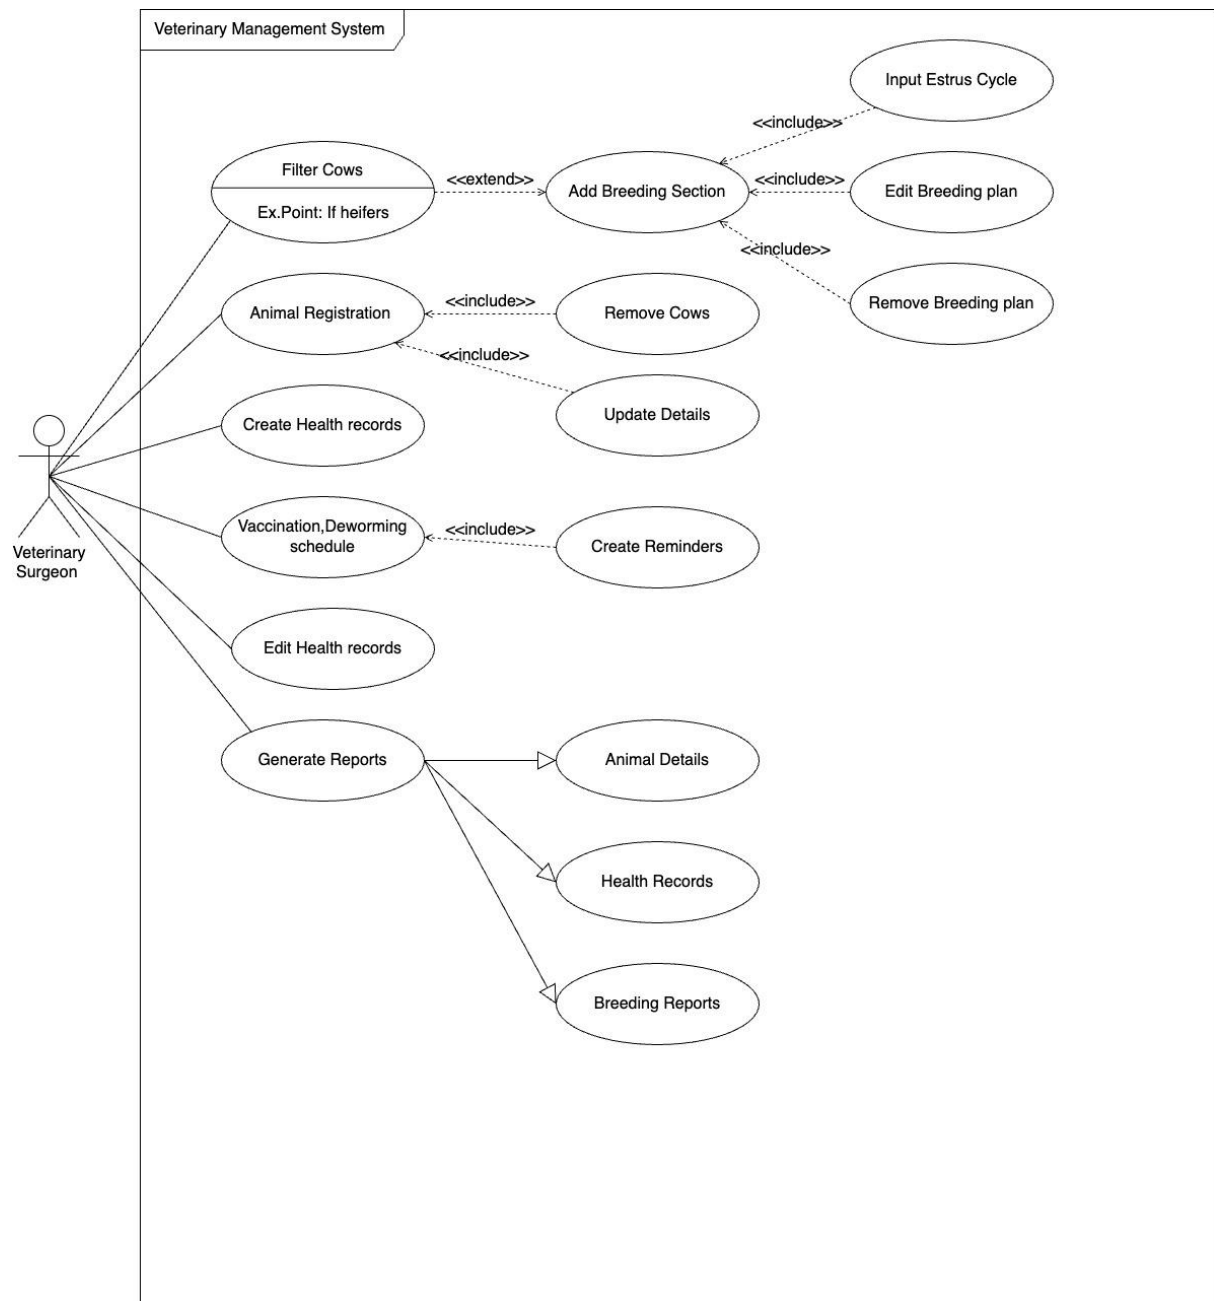 Veterinary Management System
Input Estrus Cycle
<<include>>
Filter Cows
Ex.Point: If heifers
<<extend>>
Add Breeding Section
<<include>>
Edit Breeding plan
<<include>>
Remove Breeding plan
Animal Registration
<<include>>
Remove Cows
<<include>>
Update Details
Create Health records
Veterinary
Surgeon
Vaccination,Deworming
schedule
<<include>>
Create Reminders
Edit Health records
Generate Reports
Animal Details
Health Records
Breeding Reports